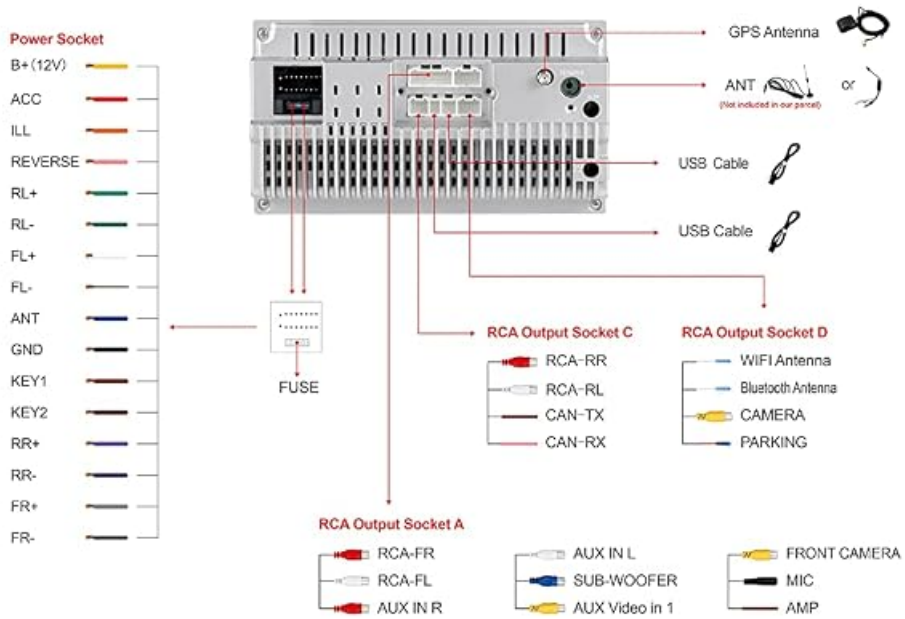 Power Socket
B+(12V)
ACC
ILL
REVERSE
RL+
RL-
FL+
FL-
ANT
GND
KEY1
KEY2
RR+
RR-
FR+
FR-
FUSE
GPS Antenna
ANT or
(Not included in our parcel)
USB Cable
USB Cable
RCA Output Socket C
RCA-RR
RCA-RL
CAN-TX
CAN-RX
RCA Output Socket D
WIFI Antenna
Bluetooth Antenna
CAMERA
PARKING
RCA Output Socket A
RCA-FR
RCA-FL
AUX IN R
AUX IN L
SUB-WOOFER
AUX Video in 1
FRONT CAMERA
MIC
AMP